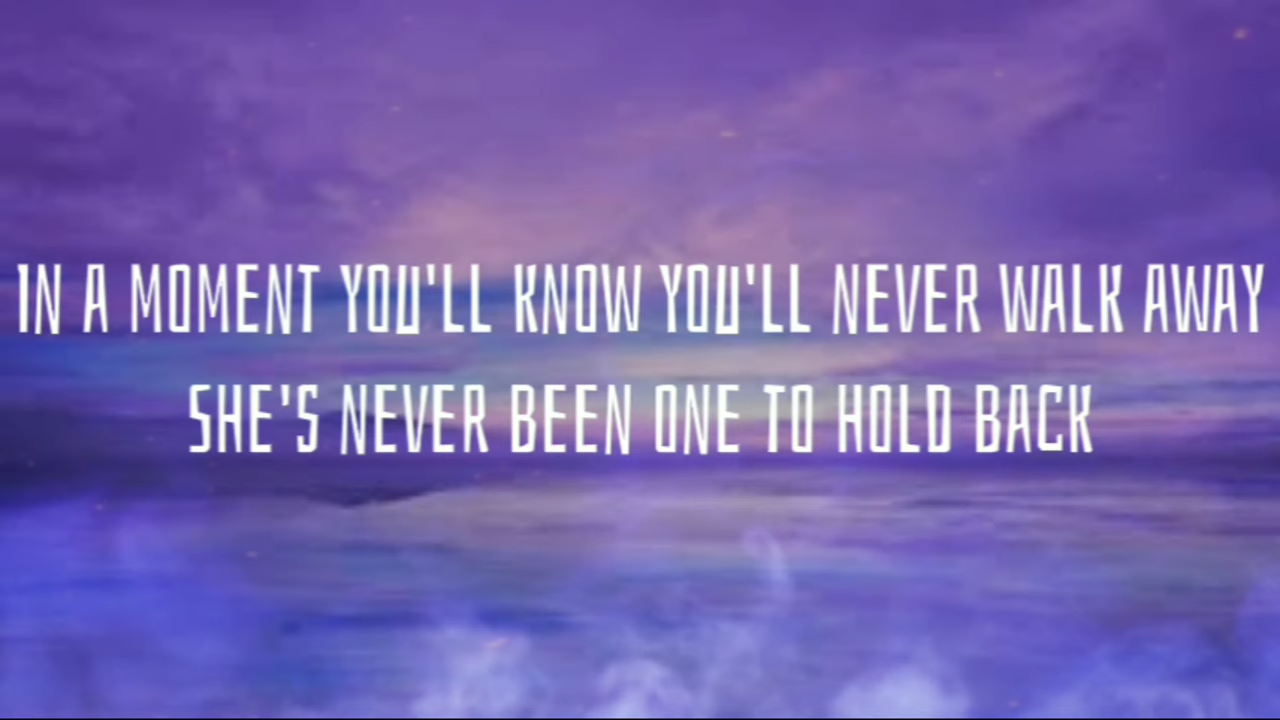 IN A MOMENT YOU'LL KNOW YOU'LL NEVER WALK AWAY
SHE'S NEVER BEEN ONE TO HOLD BACK